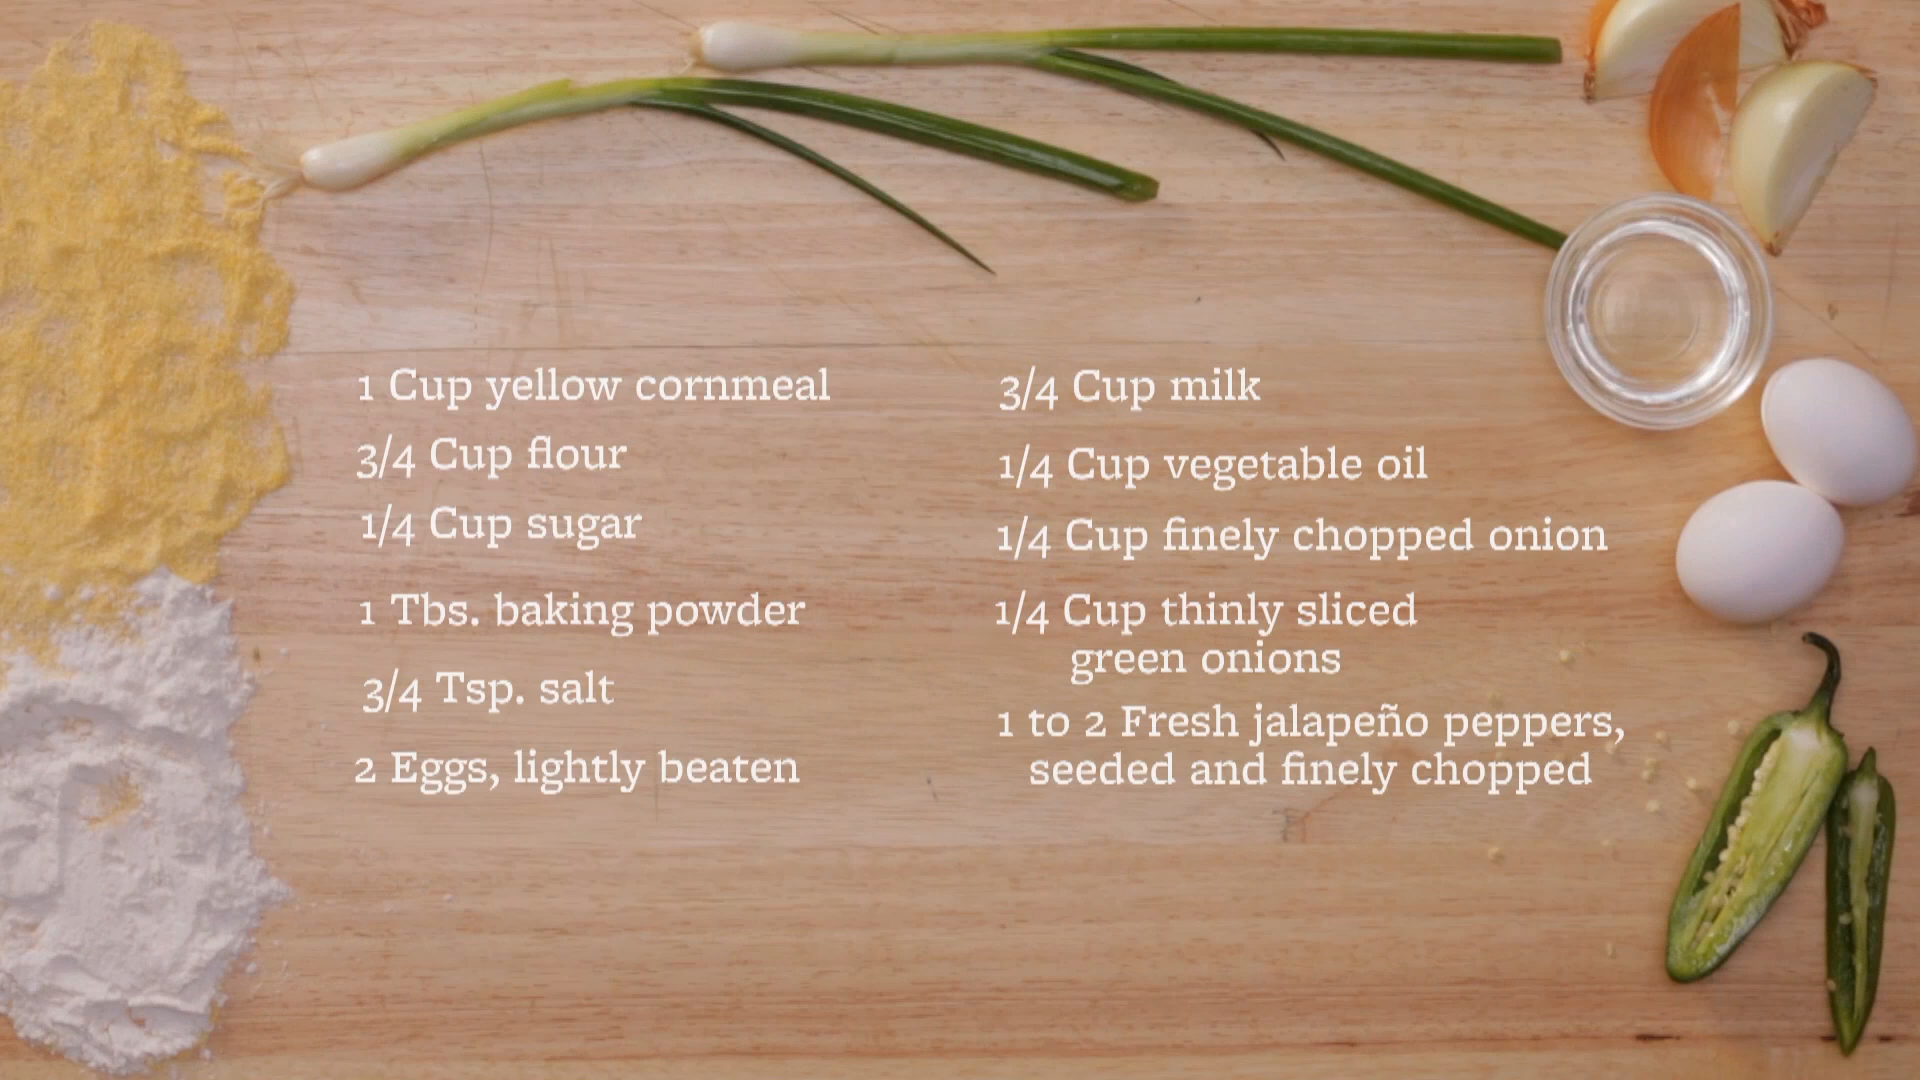 1 Cup yellow cornmeal
3/4 Cup flour
1/4 Cup sugar
1 Tbs. baking powder
3/4 Tsp. salt
2 Eggs, lightly beaten
3/4 Cup milk
1/4 Cup vegetable oil
1/4 Cup finely chopped onion
1/4 Cup thinly sliced
green onions
1 to 2 Fresh jalapeño peppers,
seeded and finely chopped